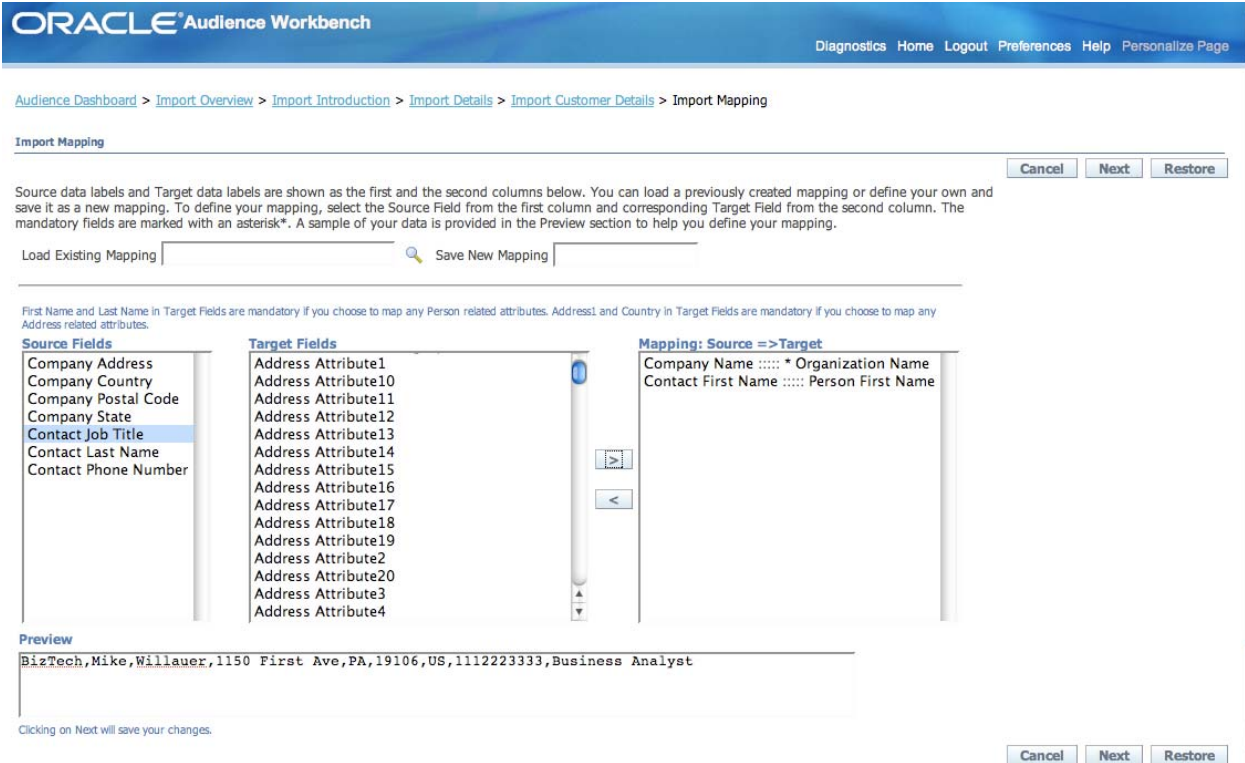 ORACLE Audience Workbench
Diagnostics Home Logout Preferences Help Personalize Page
Audience Dashboard > Import Overview > Import Introduction > Import Details > Import Customer Details > Import Mapping
Import Mapping
Cancel Next Restore
Source data labels and Target data labels are shown as the first and the second columns below. You can load a previously created mapping or define your own and
save it as a new mapping. To define your mapping, select the Source Field from the first column and corresponding Target Field from the second column. The
mandatory fields are marked with an asterisk*. A sample of your data is provided in the Preview section to help you define your mapping.
Load Existing Mapping Save New Mapping
First Name and Last Name in Target Fields are mandatory if you choose to map any Person related attributes. Address1 and Country in Target Fields are mandatory if you choose to map any
Address related attributes.
Source Fields
Company Address
Company Country
Company Postal Code
Company State
Contact Job Title
Contact Last Name
Contact Phone Number
Target Fields
Address Attribute1
Address Attribute10
Address Attribute11
Address Attribute12
Address Attribute13
Address Attribute14
Address Attribute15
Address Attribute16
Address Attribute17
Address Attribute18
Address Attribute19
Address Attribute2
Address Attribute20
Address Attribute3
Address Attribute4
>
<
Mapping: Source =>Target
Company Name ::::: * Organization Name
Contact First Name ::::: Person First Name
Preview
BizTech,Mike,Willauer,1150 First Ave,PA,19106,US,1112223333,Business Analyst
Clicking on Next will save your changes.
Cancel Next Restore